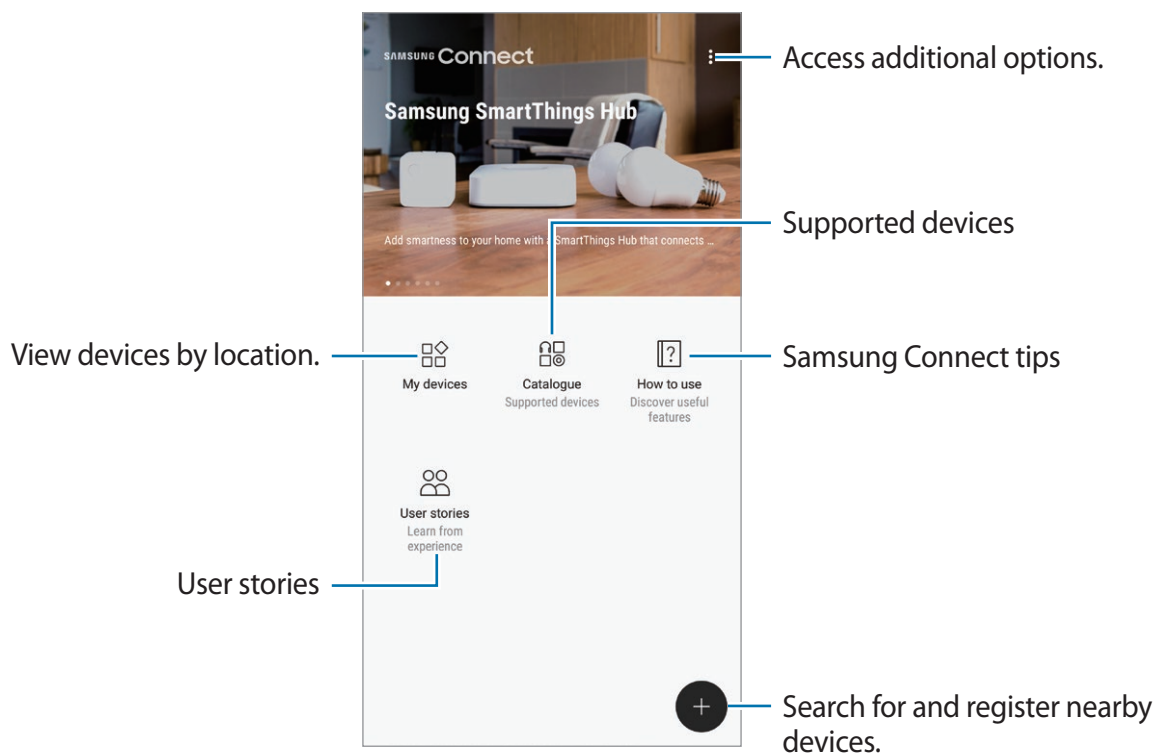 SAMSUNG Connect
Access additional options.
Samsung SmartThings Hub
Supported devices
Add smartness to your home with a SmartThings Hub that connects ...
View devices by location.
My devices
Catalogue
Supported devices
?
How to use
Discover useful
features
Samsung Connect tips
User stories
Learn from
experience
User stories
+
Search for and register nearby
devices.